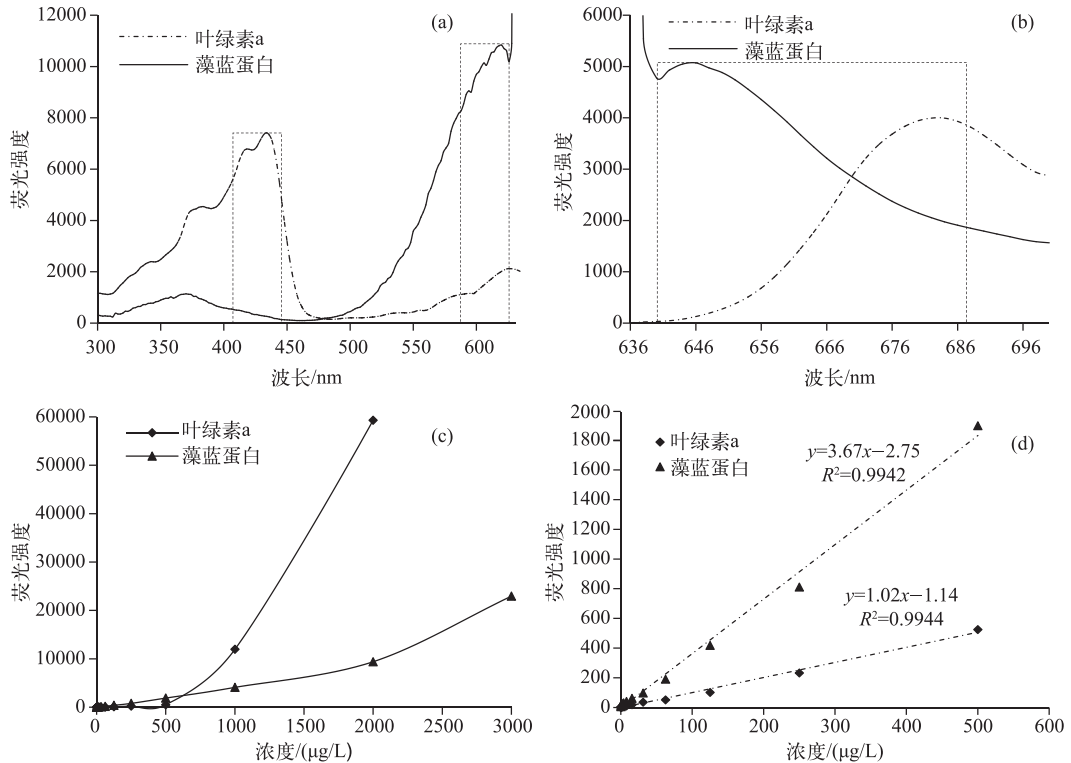 12000
10000
8000
6000
4000
2000
0
荧光强度
叶绿素a
藻蓝蛋白
(a)
300 350 400 450 500 550 600
波长/nm
6000
5000
4000
3000
2000
1000
0
荧光强度
叶绿素a
藻蓝蛋白
(b)
636 646 656 666 676 686 696
波长/nm
60000
50000
40000
30000
20000
10000
0
荧光强度
叶绿素a
藻蓝蛋白
(c)
0 500 1000 1500 2000 2500 3000
浓度/(μg/L)
2000
1800
1600
1400
1200
1000
800
600
400
200
0
荧光强度
叶绿素a
藻蓝蛋白
(d)
y=3.67x−2.75
R²=0.9942
y=1.02x−1.14
R²=0.9944
0 100 200 300 400 500 600
浓度/(μg/L)